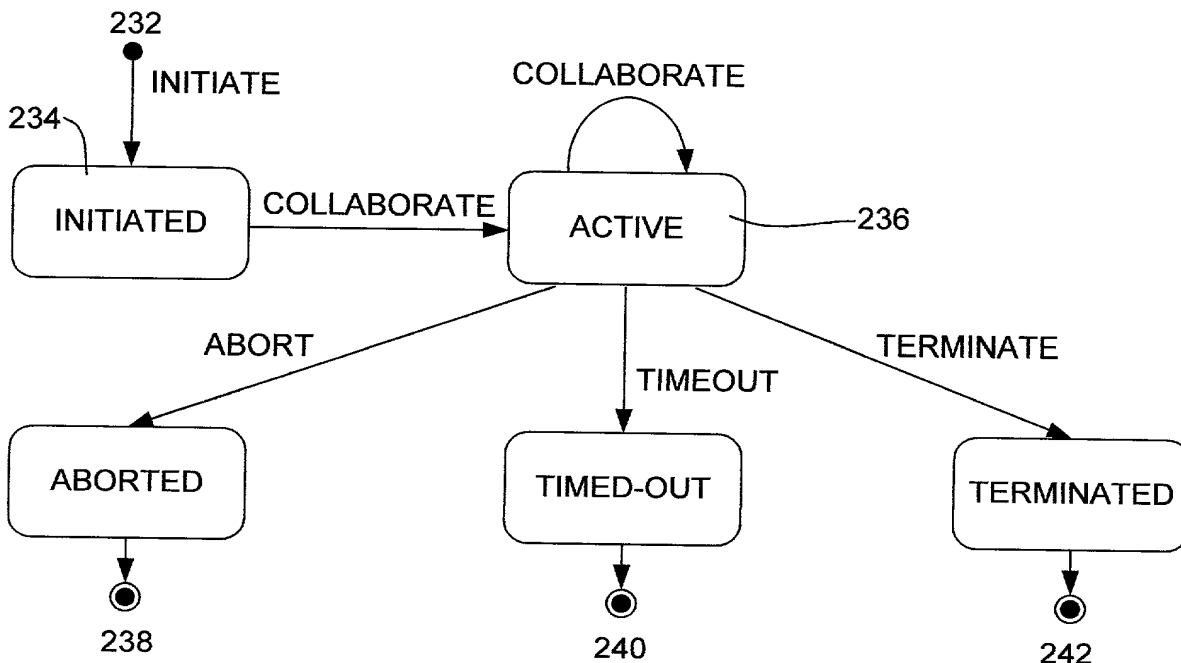 232
INITIATE
COLLABORATE
234
INITIATED
COLLABORATE
ACTIVE
236
ABORT
TERMINATE
TIMEOUT
ABORTED
TIMED-OUT
TERMINATED
238
240
242